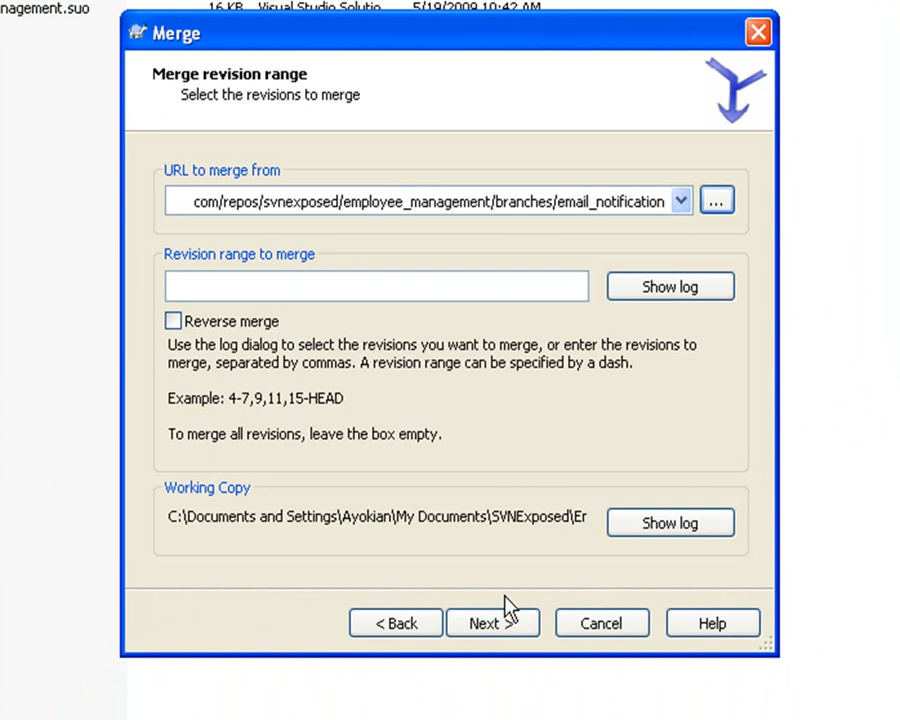 nagement.suo 16 KB Visual Studio Solutio... 5/19/2009 10:42 AM
Merge
Merge revision range
Select the revisions to merge
URL to merge from
com/repos/svnexposed/employee_management/branches/email_notification ...
Revision range to merge
Show log
Reverse merge
Use the log dialog to select the revisions you want to merge, or enter the revisions to
merge, separated by commas. A revision range can be specified by a dash.
Example: 4-7,9,11,15-HEAD
To merge all revisions, leave the box empty.
Working Copy
C:\Documents and Settings\Ayokian\My Documents\SVNExposed\Er
Show log
< Back Next > Cancel Help